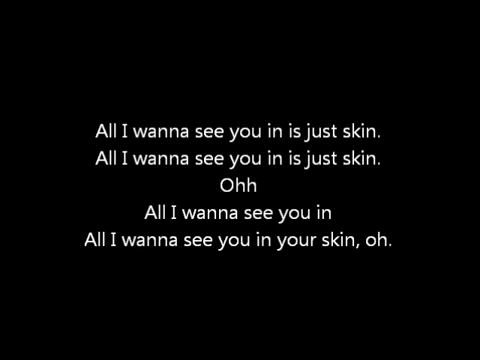 All I wanna see you in is just skin.
All I wanna see you in is just skin.
Ohh
All I wanna see you in
All I wanna see you in your skin, oh.